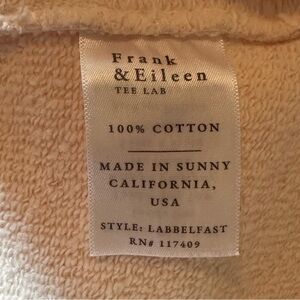 Frank
& Eileen
TEE LAB
100% COTTON
MADE IN SUNNY
CALIFORNIA,
USA
STYLE: LABBELFAST
RN# 117409